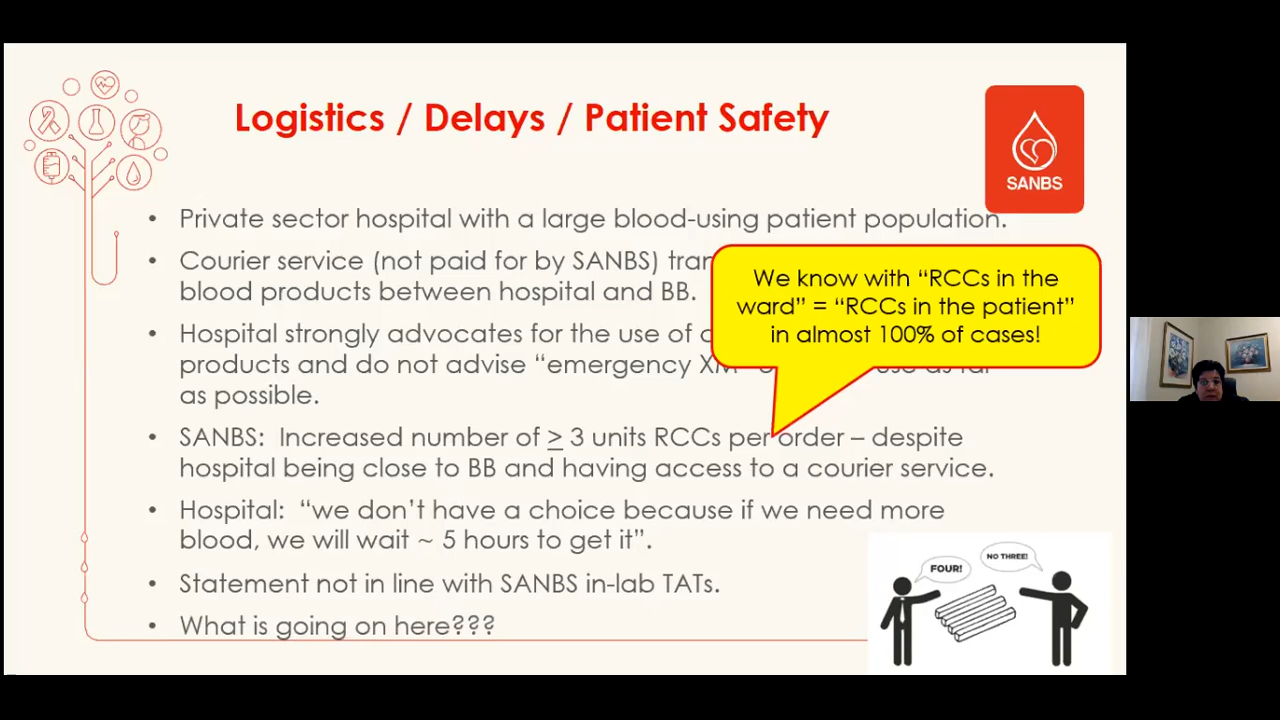 Logistics / Delays / Patient Safety
SANBS
• Private sector hospital with a large blood-using patient population.
• Courier service (not paid for by SANBS)
blood products between hospital and BB.
We know with “RCCs in the
ward” = “RCCs in the patient”
in almost 100% of cases!
• Hospital strongly advocates for the use of
products and do not advise “emergency
as possible.
• SANBS: Increased number of ≥ 3 units RCCs per order – despite
hospital being close to BB and having access to a courier service.
• Hospital: “we don’t have a choice because if we need more
blood, we will wait ~ 5 hours to get it”.
• Statement not in line with SANBS in-lab TATs.
• What is going on here???
FOUR!
NO THREE!